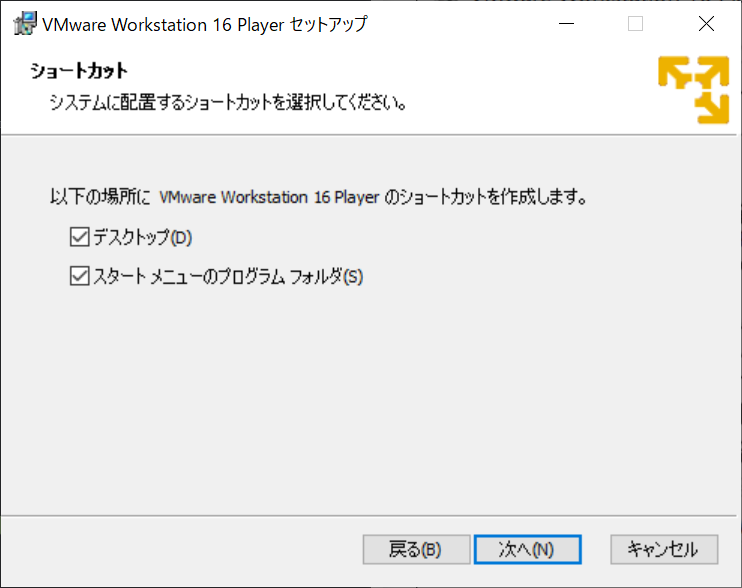 VMware Workstation 16 Player セットアップ
ショートカット
システムに配置するショートカットを選択してください。
以下の場所に VMware Workstation 16 Player のショートカットを作成します。
デスクトップ(D)
スタート メニューのプログラム フォルダ(S)
戻る(B)
次へ(N)
キャンセル